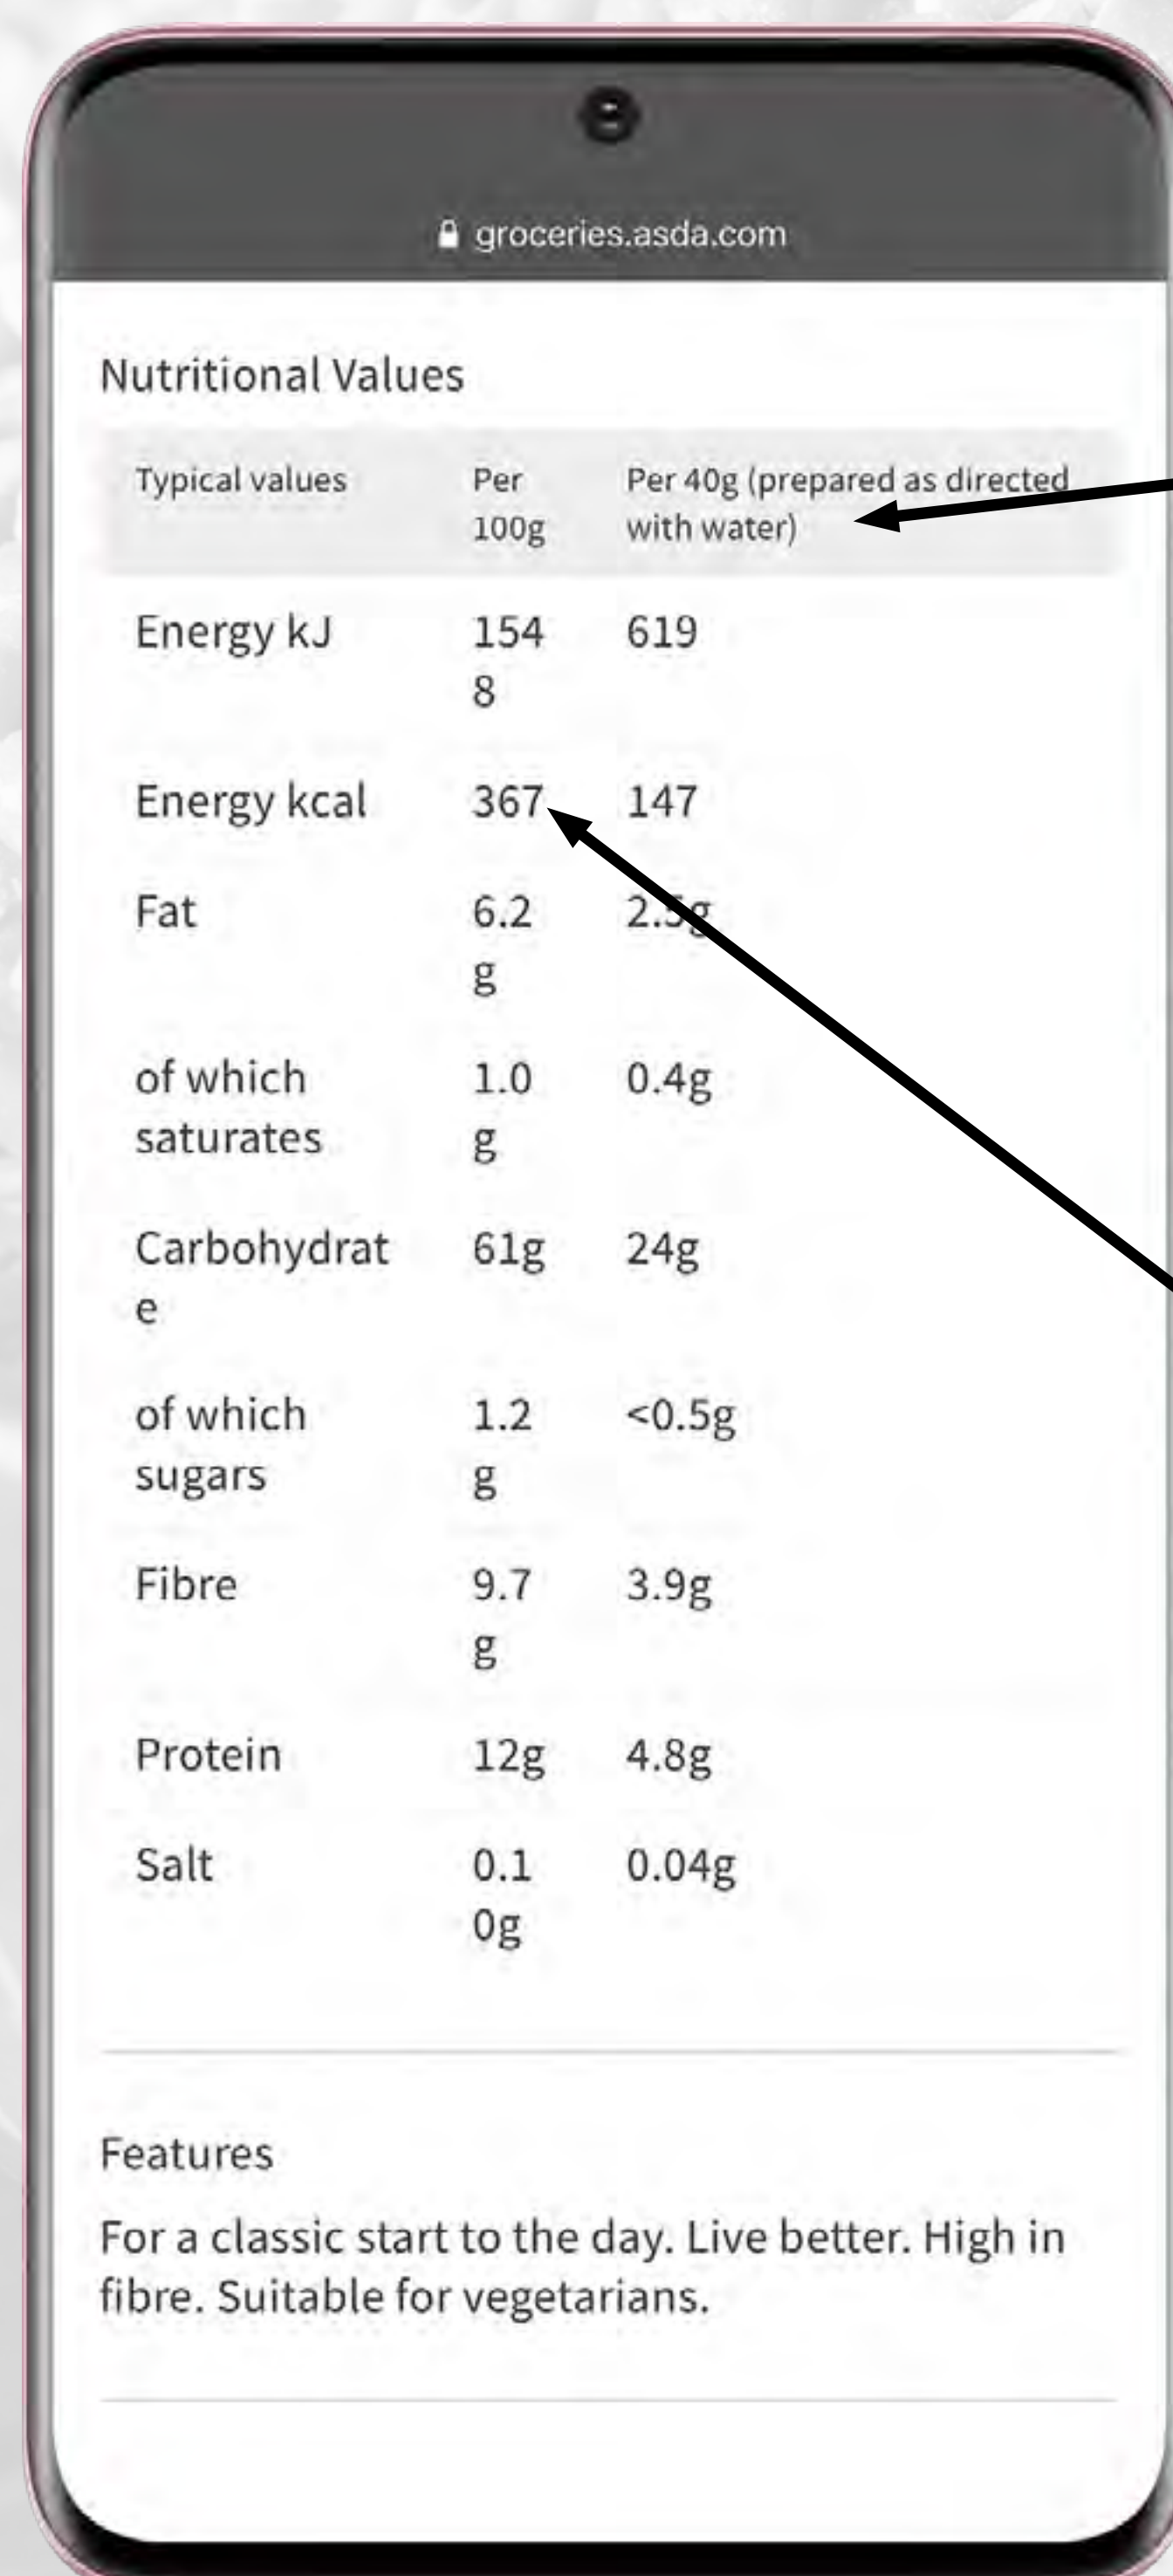 groceries.asda.com
Nutritional Values
Typical values Per Per 40g (prepared as directed
100g with water)
Energy kJ 154 619
8
Energy kcal 367 147
Fat 6.2 2.5g
g
of which 1.0 0.4g
saturates g
Carbohydrat 61g 24g
e
of which 1.2 <0.5g
sugars g
Fibre 9.7 3.9g
g
Protein 12g 4.8g
Salt 0.1 0.04g
0g
Features
For a classic start to the day. Live better. High in
fibre. Suitable for vegetarians.